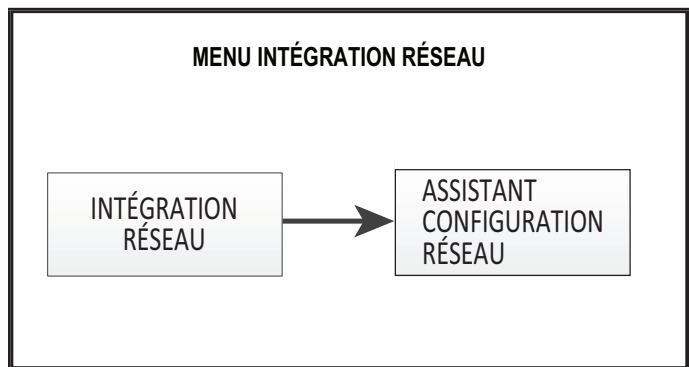 MENU INTÉGRATION RÉSEAU
INTÉGRATION
RÉSEAU
ASSISTANT
CONFIGURATION
RÉSEAU